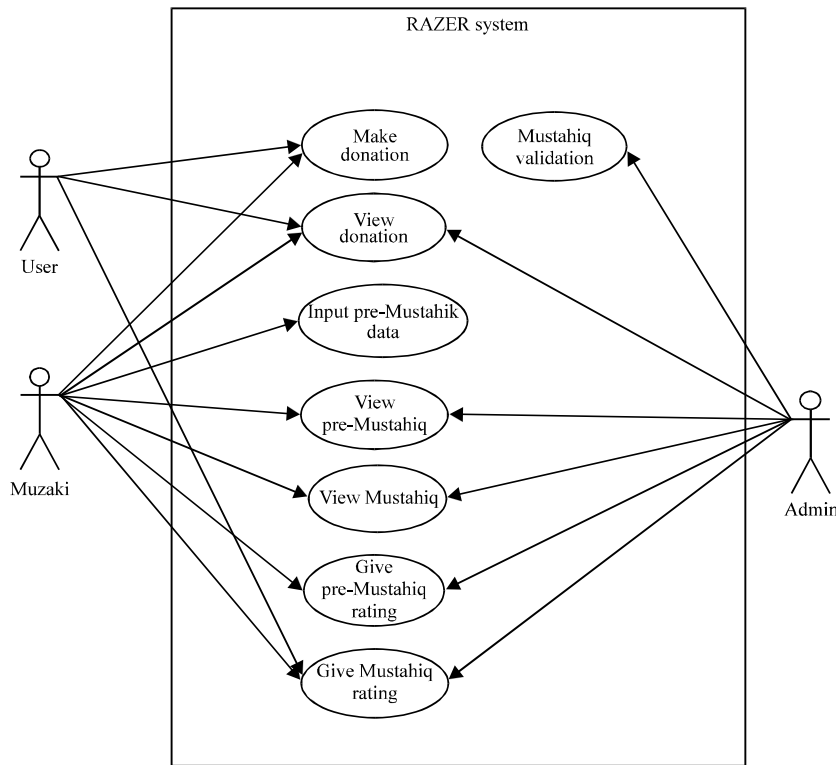 RAZER system
Make
donation
Mustahiq
validation
View
donation
User
Input pre-Mustahik
data
View
pre-Mustahiq
Muzaki
View Mustahiq
Admin
Give
pre-Mustahiq
rating
Give Mustahiq
rating